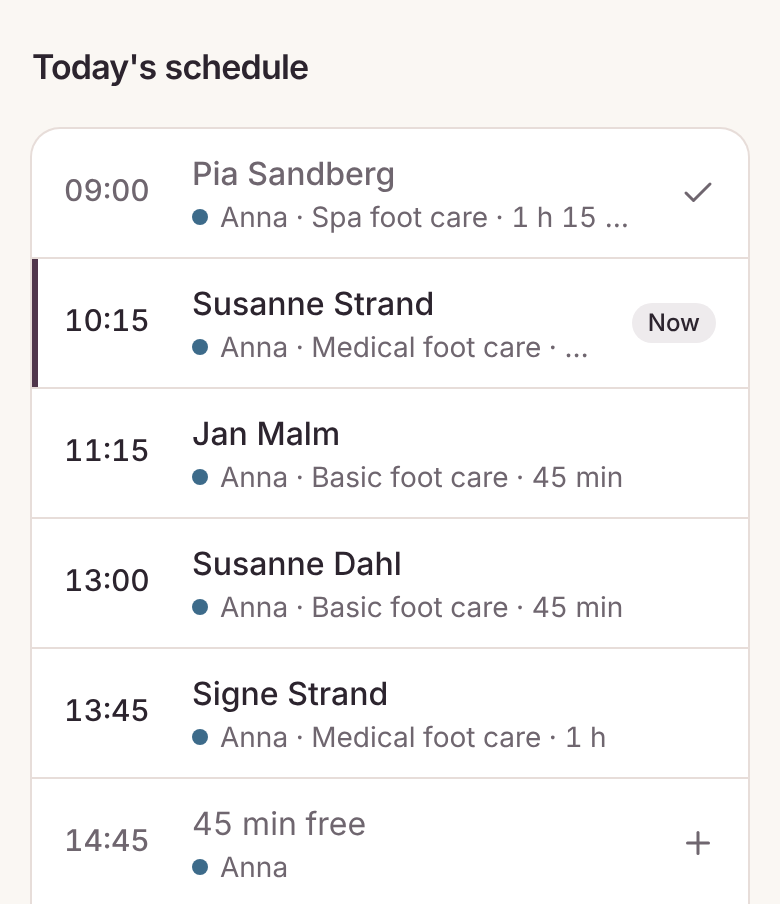 Today's schedule
09:00
Pia Sandberg
Anna · Spa foot care · 1 h 15 ...
10:15
Susanne Strand
Anna · Medical foot care · ...
Now
11:15
Jan Malm
Anna · Basic foot care · 45 min
13:00
Susanne Dahl
Anna · Basic foot care · 45 min
13:45
Signe Strand
Anna · Medical foot care · 1 h
14:45
45 min free
Anna